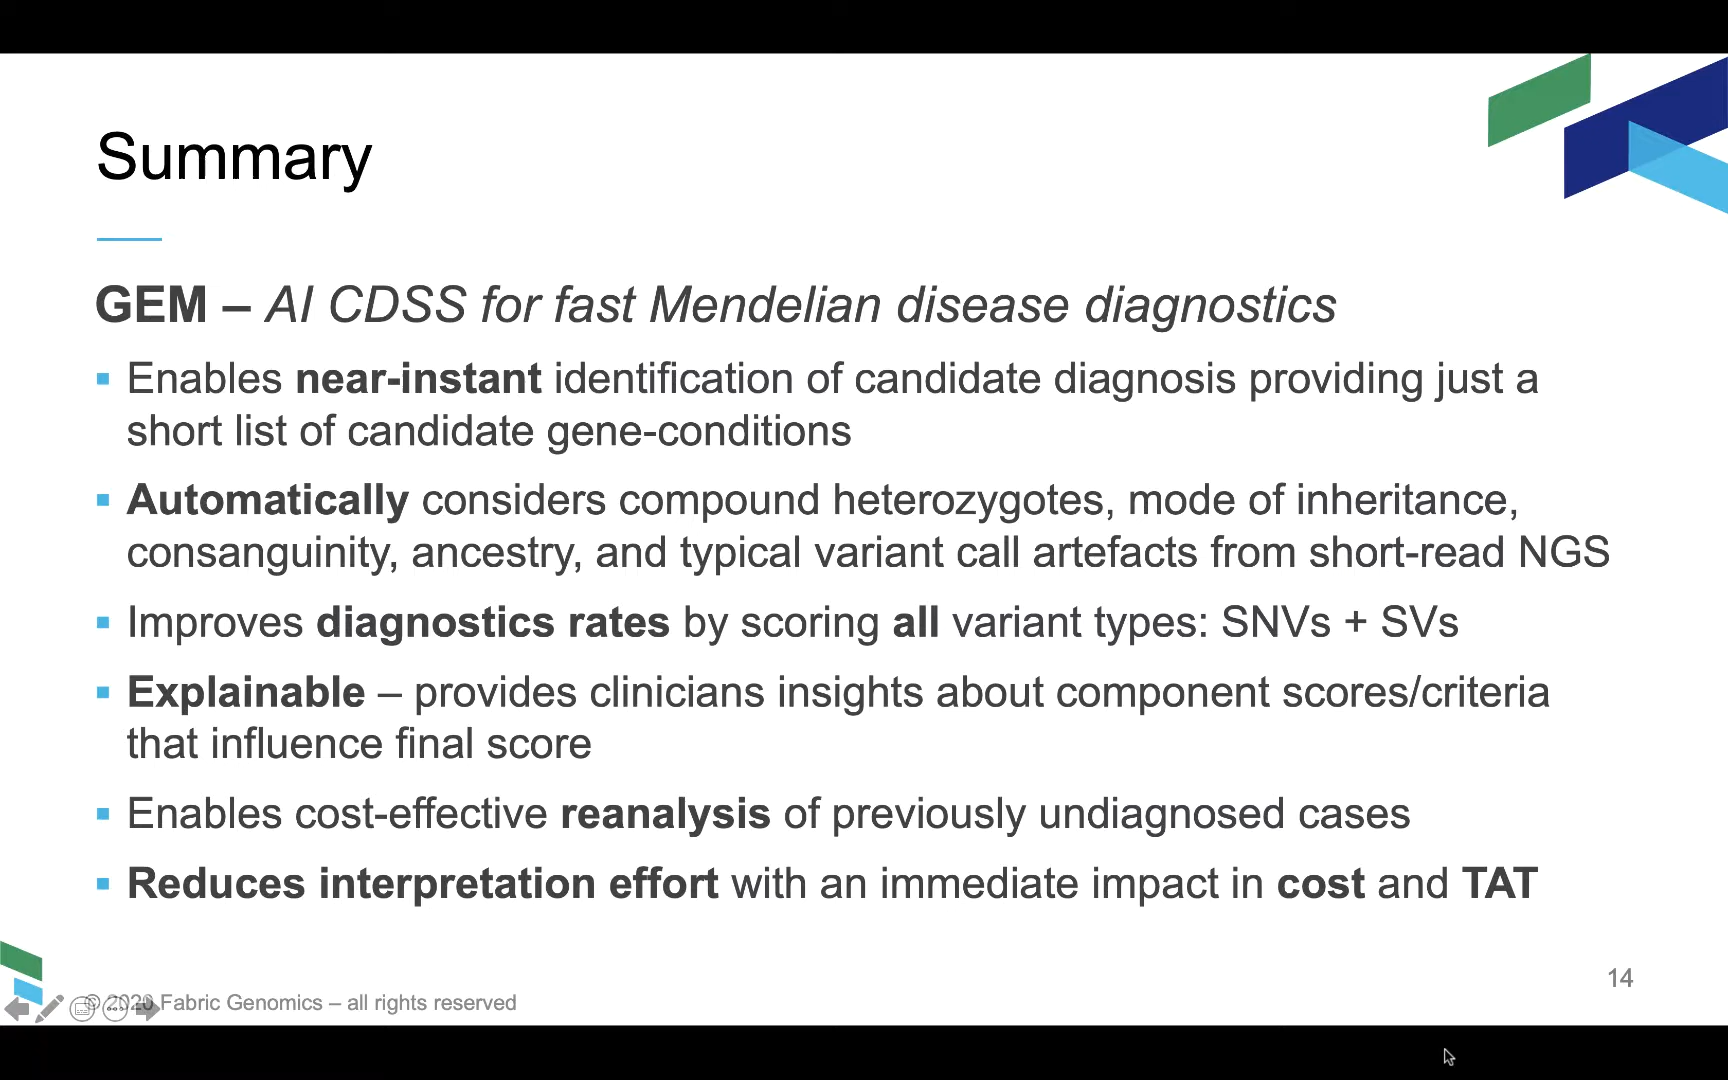 Summary
GEM – AI CDSS for fast Mendelian disease diagnostics
Enables near-instant identification of candidate diagnosis providing just a
short list of candidate gene-conditions
Automatically considers compound heterozygotes, mode of inheritance,
consanguinity, ancestry, and typical variant call artefacts from short-read NGS
Improves diagnostics rates by scoring all variant types: SNVs + SVs
Explainable – provides clinicians insights about component scores/criteria
that influence final score
Enables cost-effective reanalysis of previously undiagnosed cases
Reduces interpretation effort with an immediate impact in cost and TAT
14
© 2020 Fabric Genomics – all rights reserved